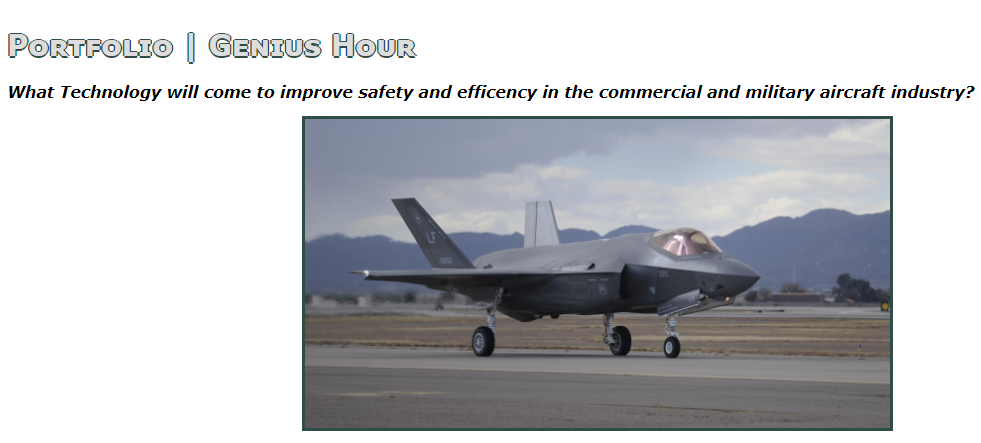 Portfolio | Genius Hour
What Technology will come to improve safety and efficency in the commercial and military aircraft industry?
LF